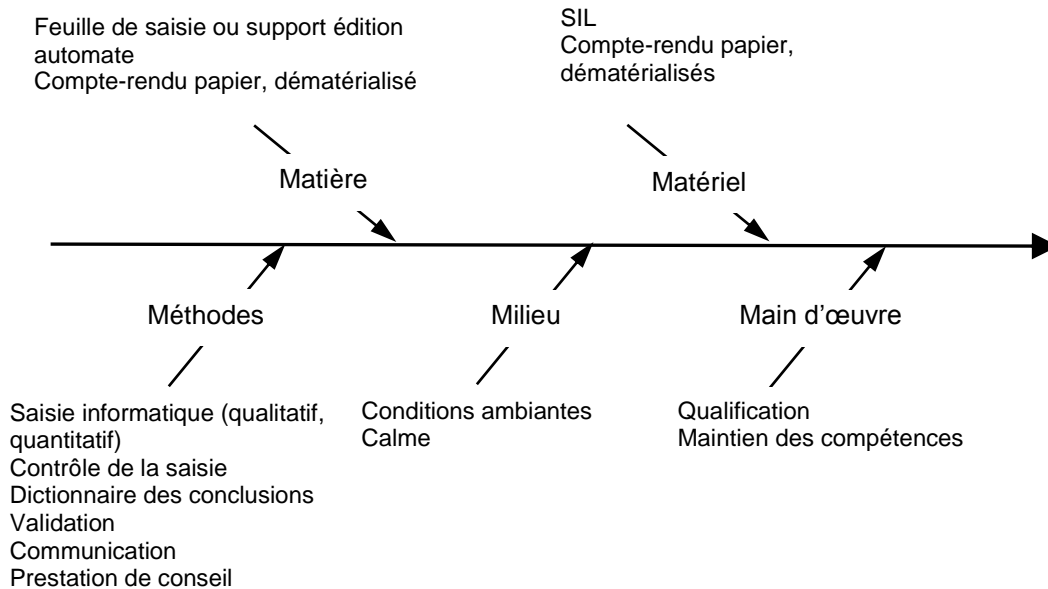 Feuille de saisie ou support édition
automate
Compte-rendu papier, dématérialisé
SIL
Compte-rendu papier,
dématérialisés
Matière
Matériel
Méthodes
Milieu
Main d'œuvre
Saisie informatique (qualitatif,
quantitatif)
Contrôle de la saisie
Dictionnaire des conclusions
Validation
Communication
Prestation de conseil
Conditions ambiantes
Calme
Qualification
Maintien des compétences